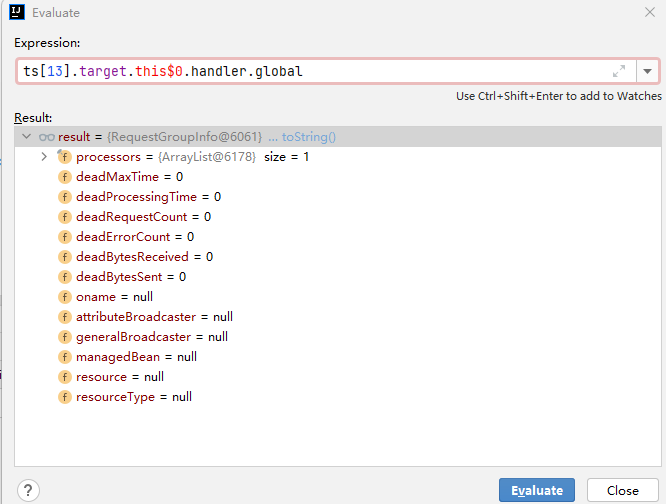 Evaluate
Expression:
ts[13].target.this$0.handler.global
Use Ctrl+Shift+Enter to add to Watches
Result:
result = {RequestGroupInfo@6061} ... toString()
processors = {ArrayList@6178} size = 1
deadMaxTime = 0
deadProcessingTime = 0
deadRequestCount = 0
deadErrorCount = 0
deadBytesReceived = 0
deadBytesSent = 0
oname = null
attributeBroadcaster = null
generalBroadcaster = null
managedBean = null
resource = null
resourceType = null
? Evaluate Close